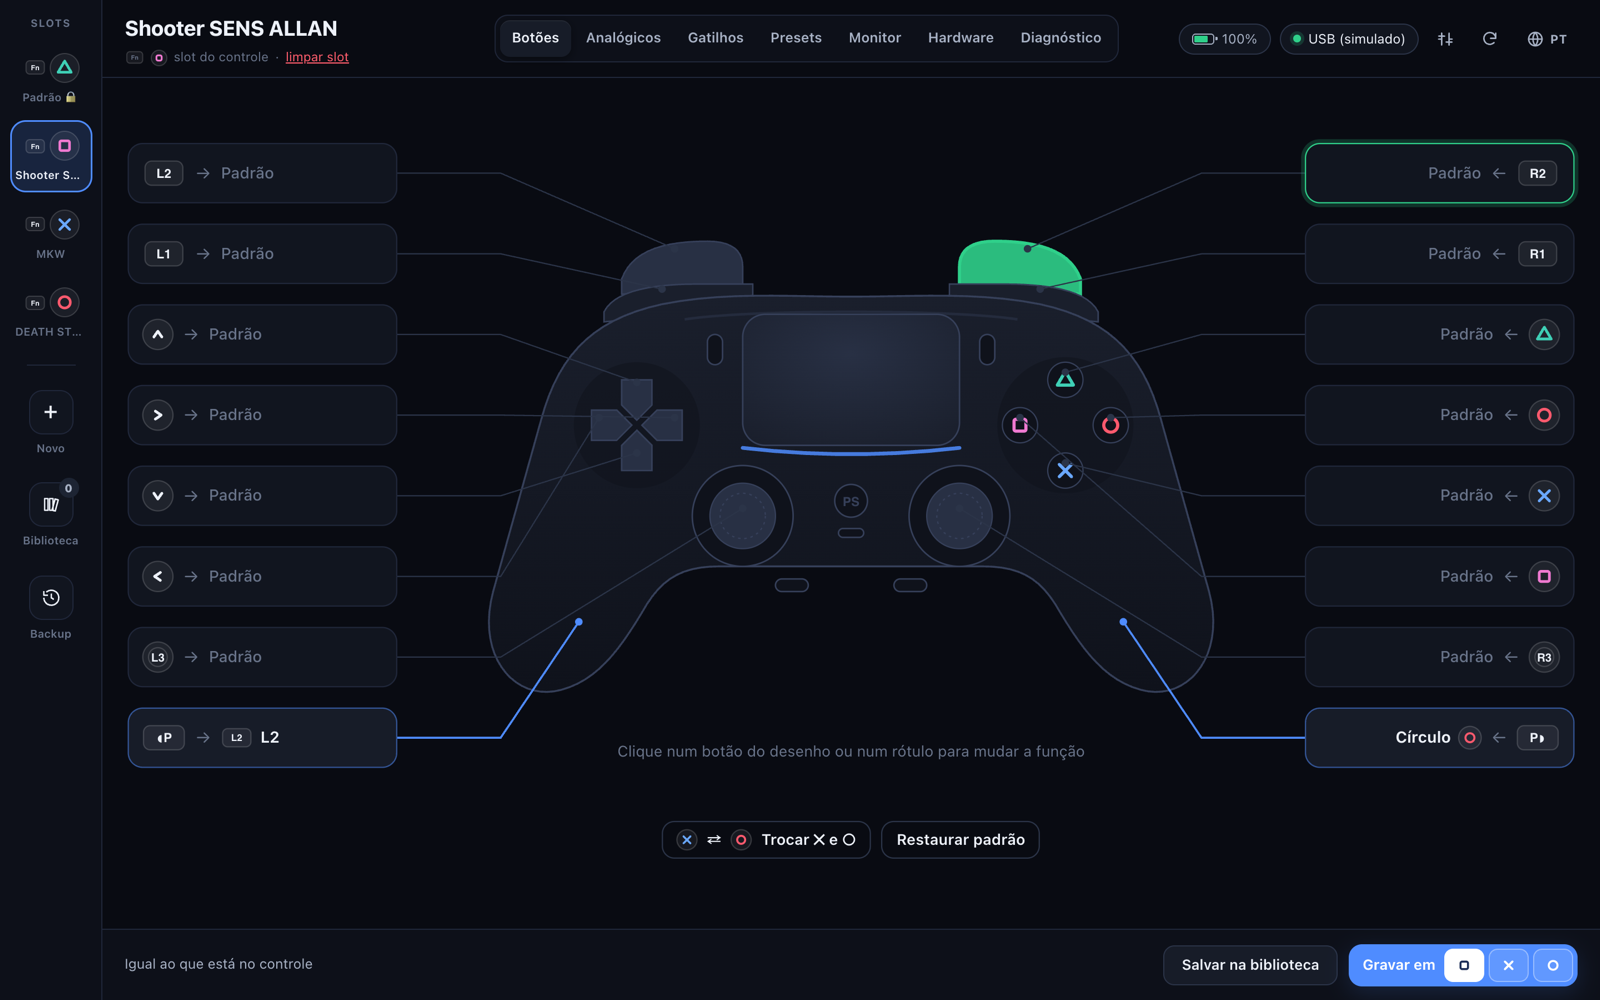 SLOTS
Fn
Padrão
Fn
Shooter S...
Fn
MKW
Fn
DEATH ST...
Novo
0
Biblioteca
Backup
Shooter SENS ALLAN
Fn slot do controle · limpar slot
Botões Analógicos Gatilhos Presets Monitor Hardware Diagnóstico
100% USB (simulado) PT
L2 → Padrão
L1 → Padrão
→ Padrão
→ Padrão
→ Padrão
→ Padrão
L3 → Padrão
P → L2 L2
PS
Padrão ← R2
Padrão ← R1
Padrão ←
Padrão ←
Padrão ←
Padrão ←
Padrão ← R3
Círculo ← P
Clique num botão do desenho ou num rótulo para mudar a função
⇄ Trocar ✕ e ○
Restaurar padrão
Igual ao que está no controle
Salvar na biblioteca
Gravar em